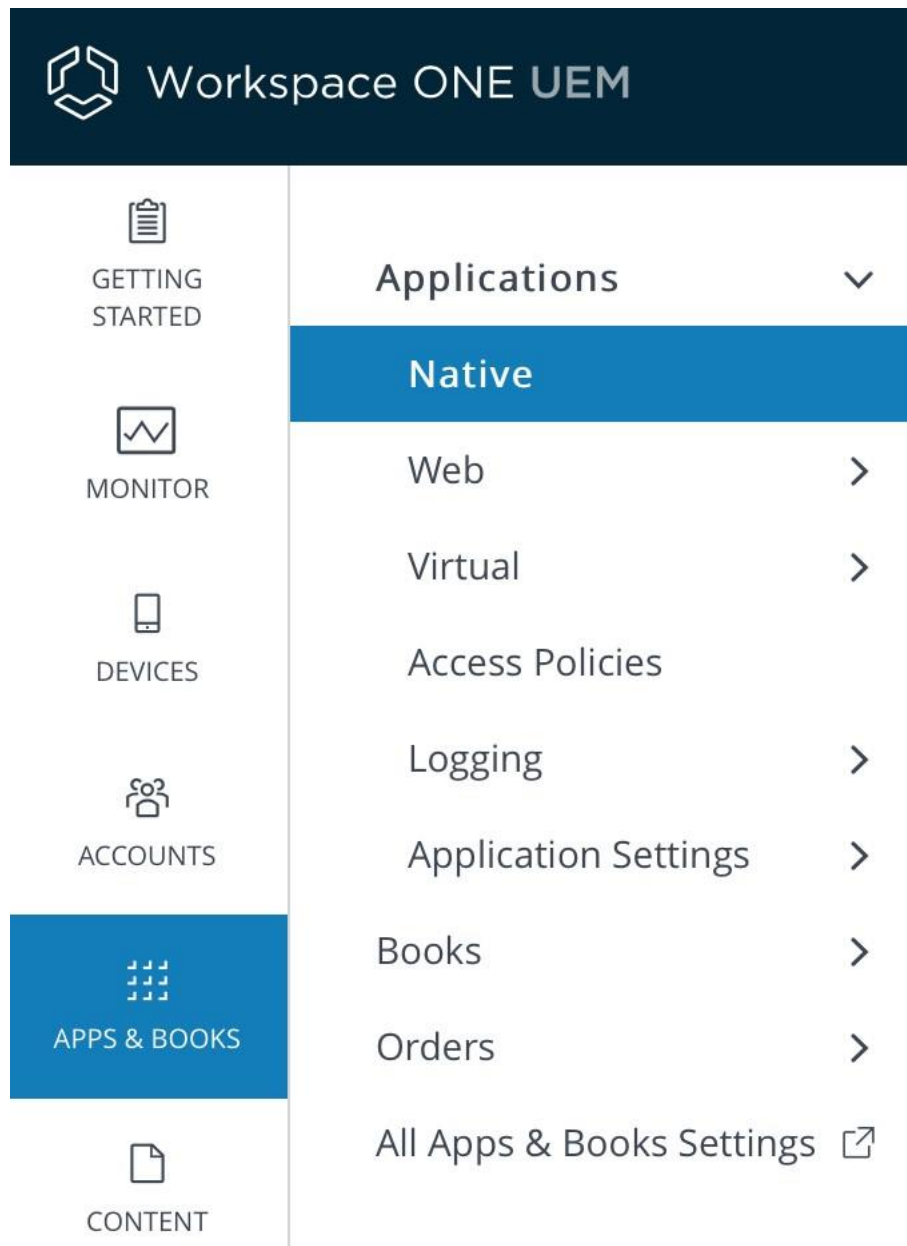 Workspace ONE UEM
GETTING
STARTED
MONITOR
DEVICES
ACCOUNTS
APPS & BOOKS
CONTENT
Applications
Native
Web
Virtual
Access Policies
Logging
Application Settings
Books
Orders
All Apps & Books Settings